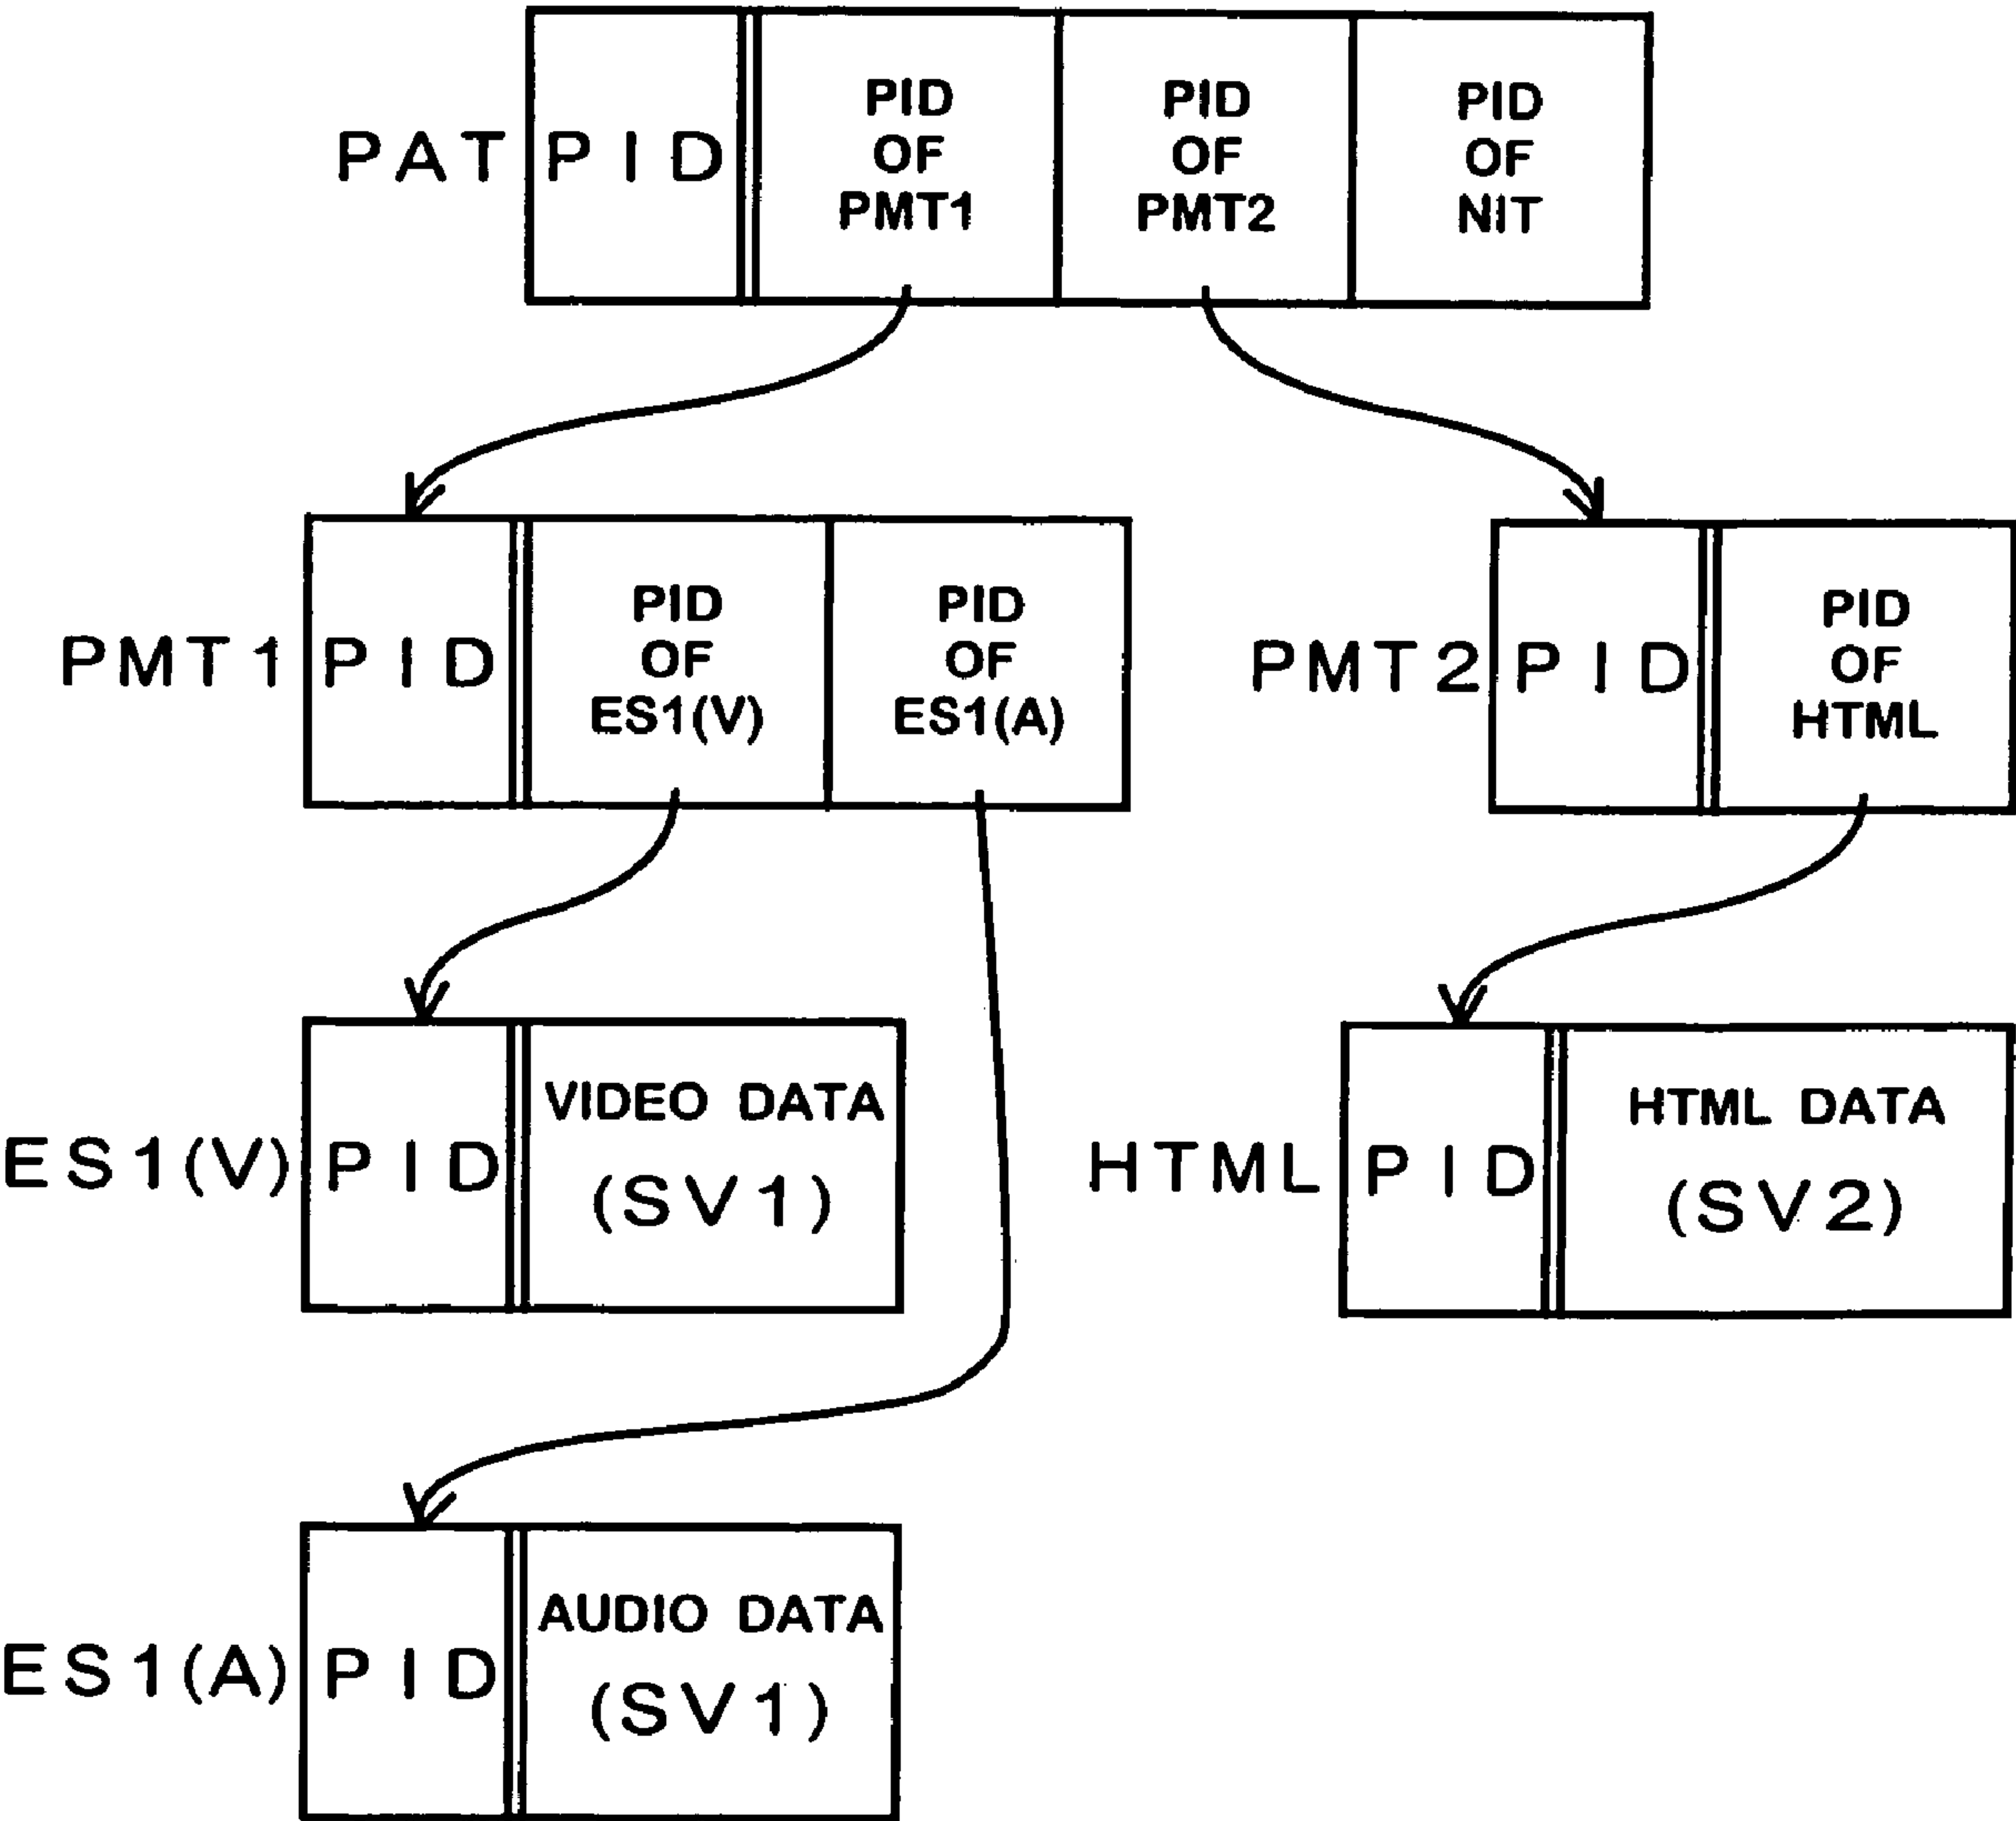 PAT
PID
PID
OF
PMT1
PID
OF
PMT2
PID
OF
NIT
PMT1
PID
PID
OF
ES1(V)
PID
OF
ES1(A)
PMT2
PID
PID
OF
HTML
ES1(V)
PID
VIDEO DATA
(SV1)
HTML
PID
HTML DATA
(SV2)
ES1(A)
PID
AUDIO DATA
(SV1)